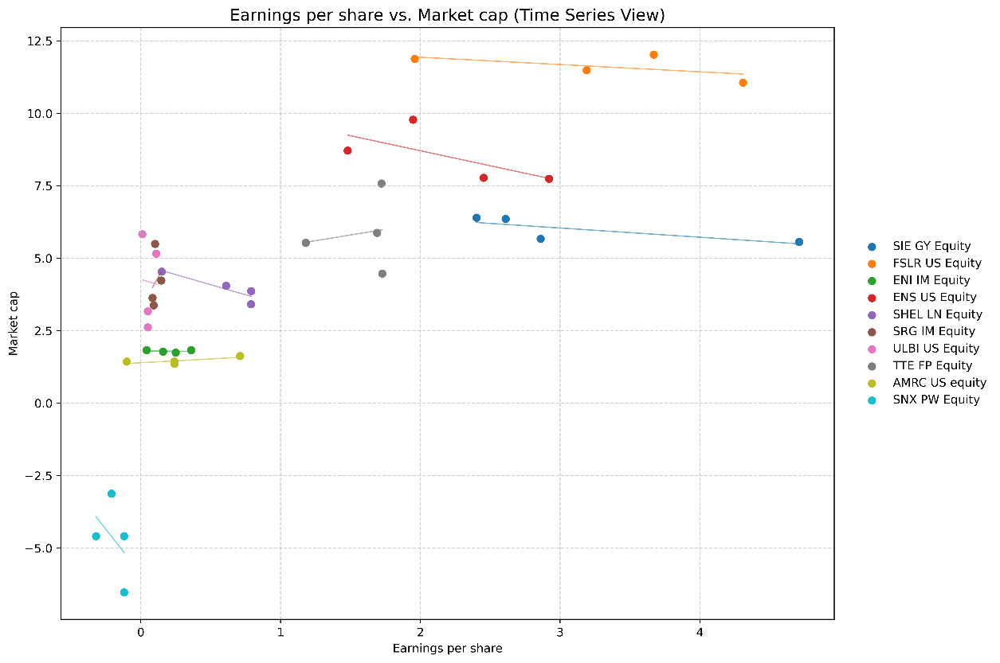 Earnings per share vs. Market cap (Time Series View)
Market cap
12.5
10.0
7.5
5.0
2.5
0.0
−2.5
−5.0
0
1
2
3
4
Earnings per share
SIE GY Equity
FSLR US Equity
ENI IM Equity
ENS US Equity
SHEL LN Equity
SRG IM Equity
ULBI US Equity
TTE FP Equity
AMRC US equity
SNX PW Equity